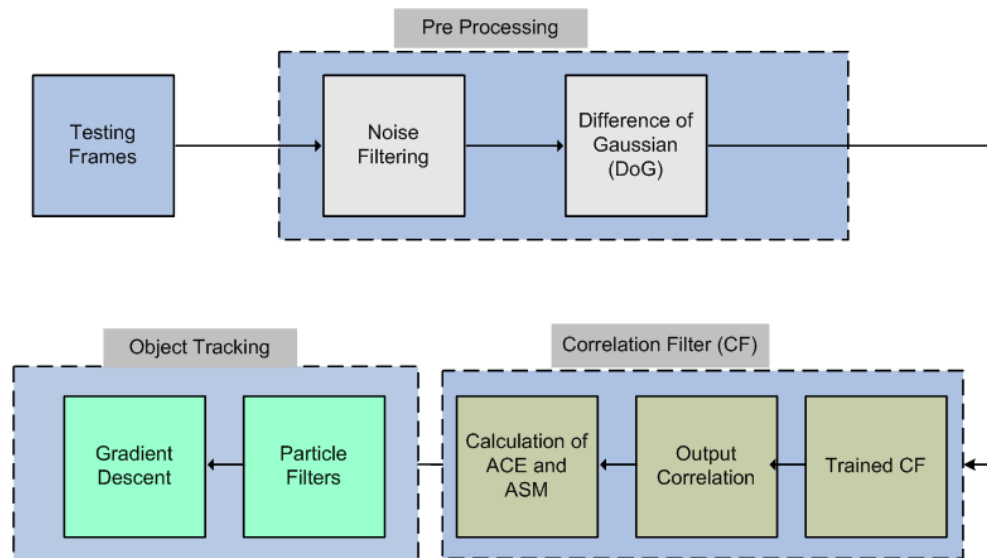 Pre Processing
Testing
Frames
Noise
Filtering
Difference of
Gaussian
(DoG)
Object Tracking
Correlation Filter (CF)
Gradient
Descent
Particle
Filters
Calculation of
ACE and
ASM
Output
Correlation
Trained CF